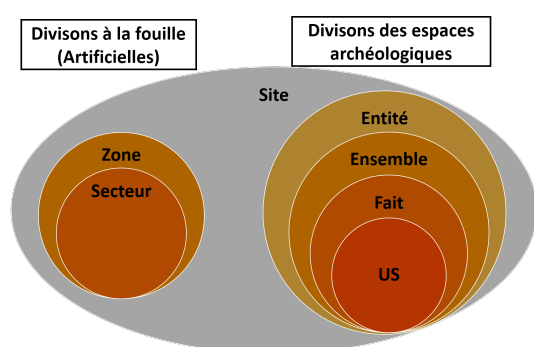 Divisons à la fouille
(Artificielles)
Divisons des espaces
archéologiques
Site
Entité
Zone
Ensemble
Secteur
Fait
US